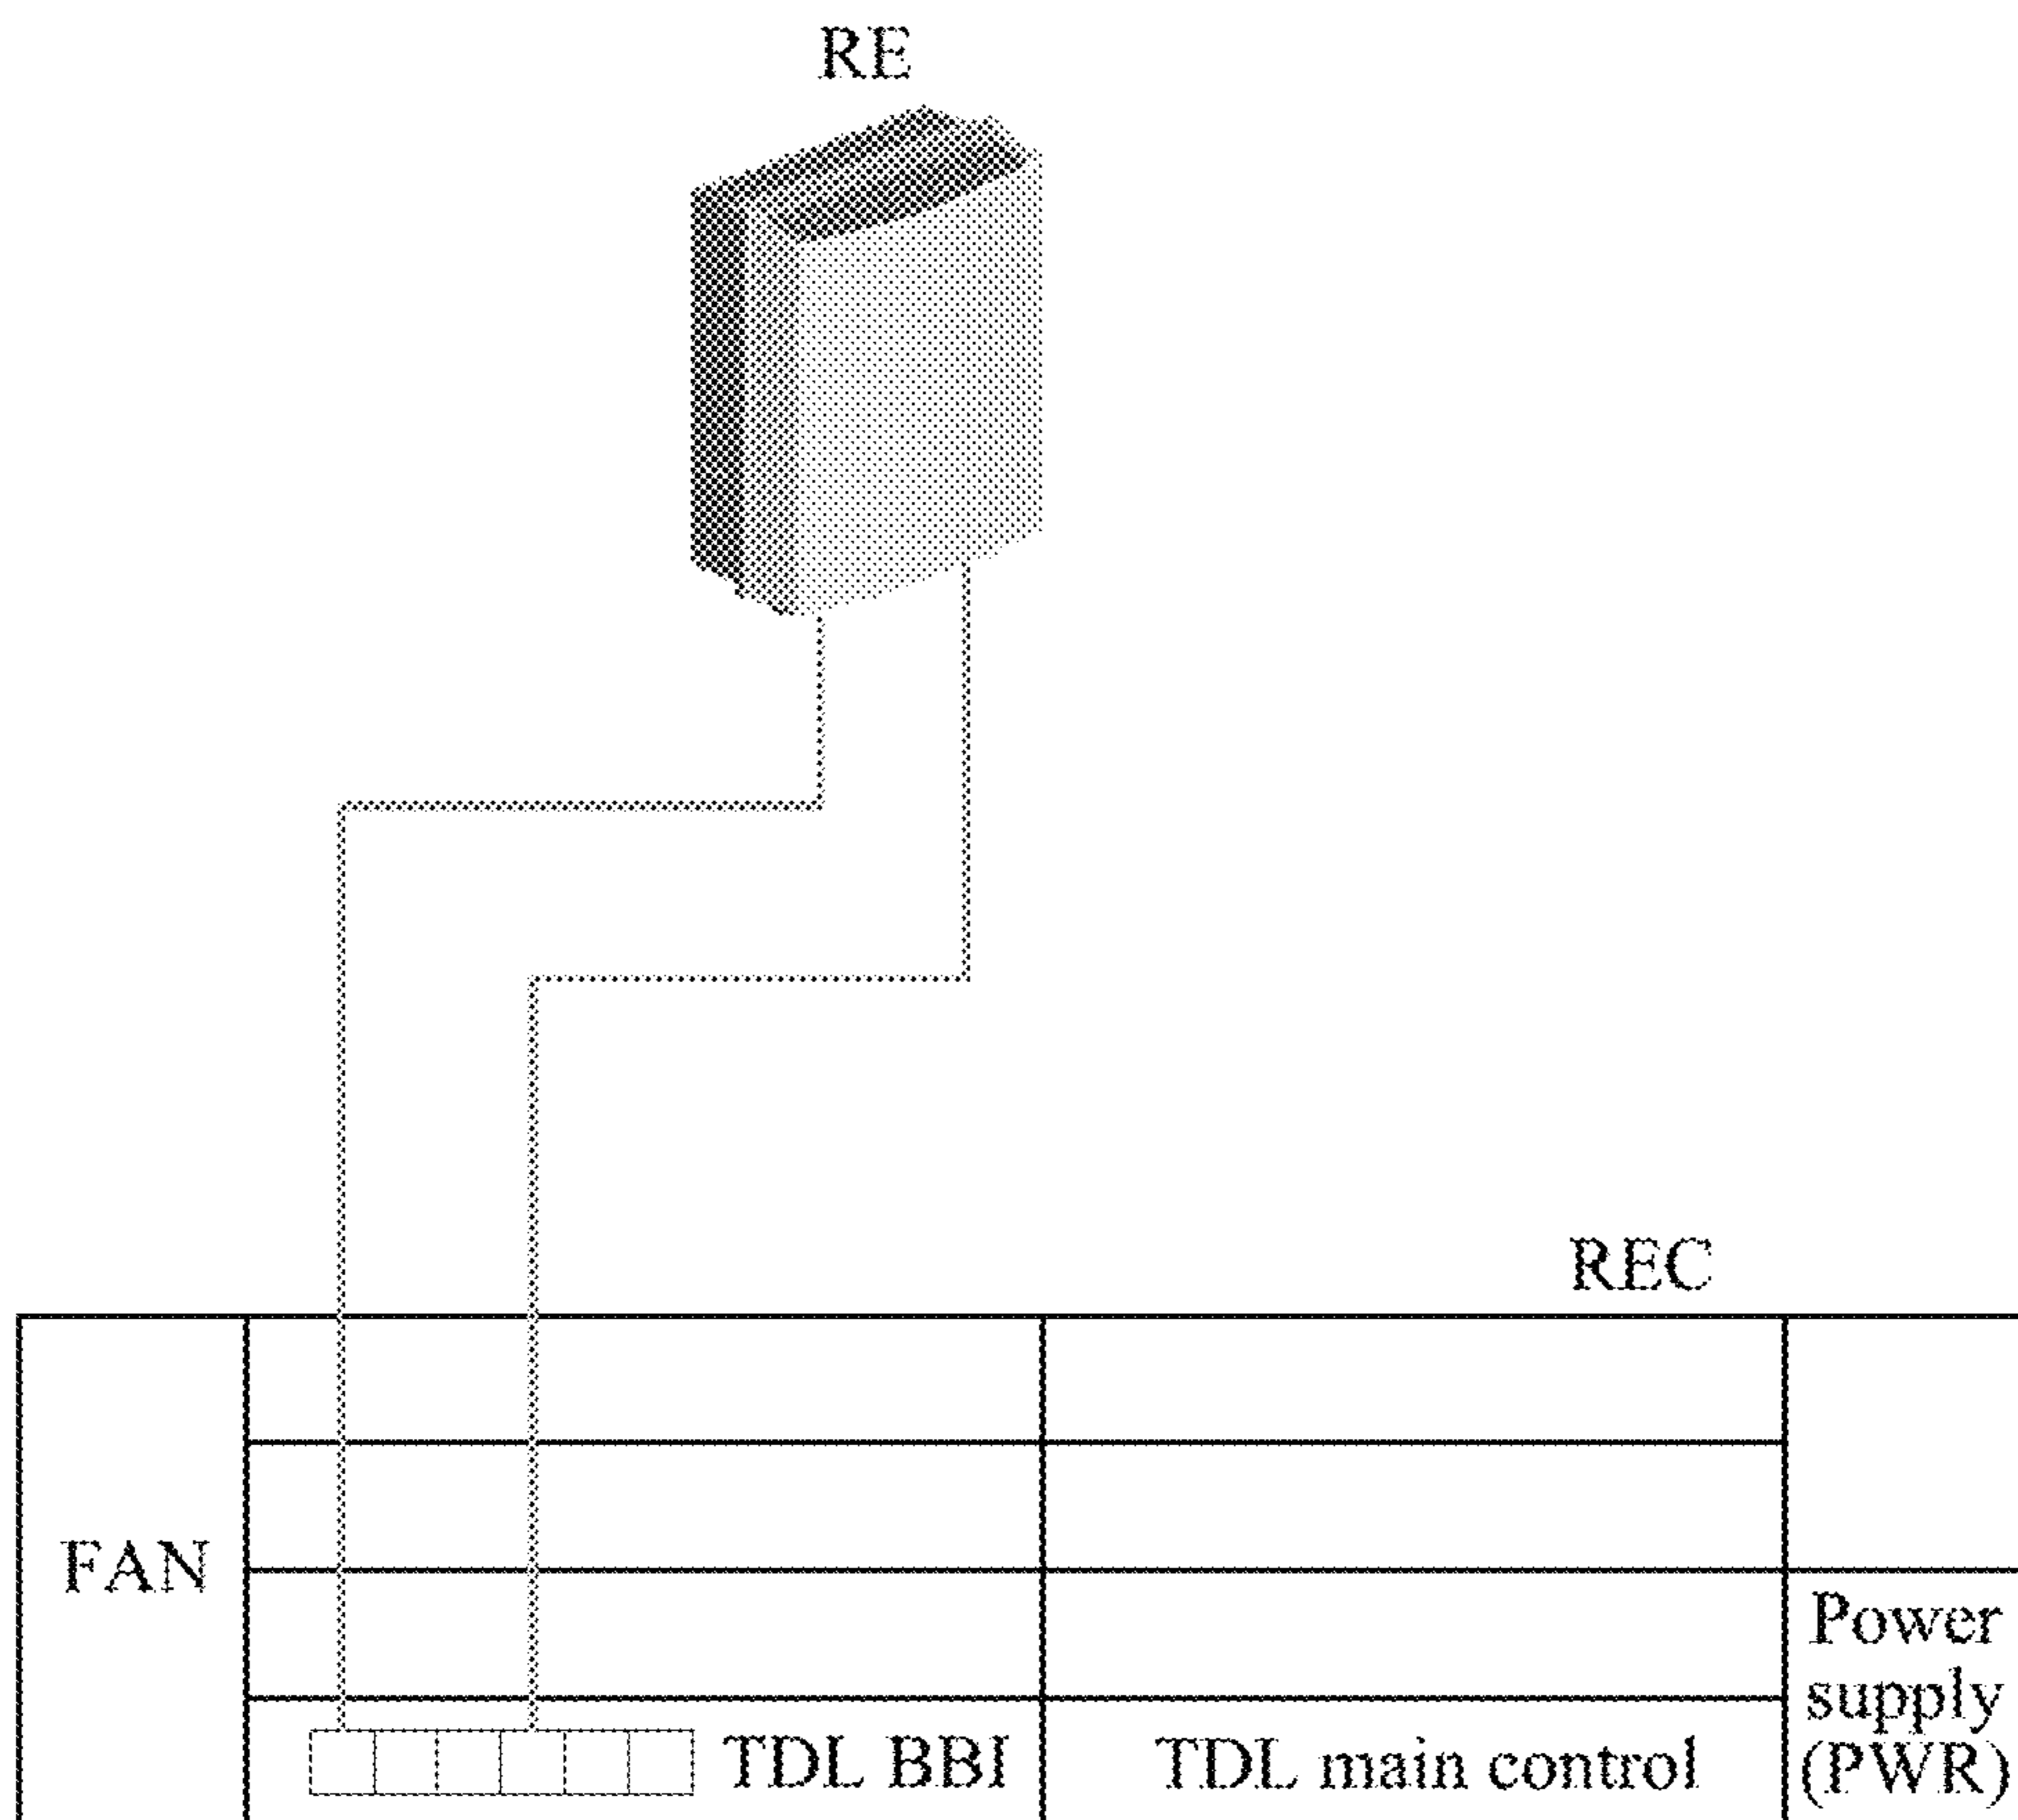 RE
REC
FAN
Power
supply
(PWR)
TDL BBI
TDL main control